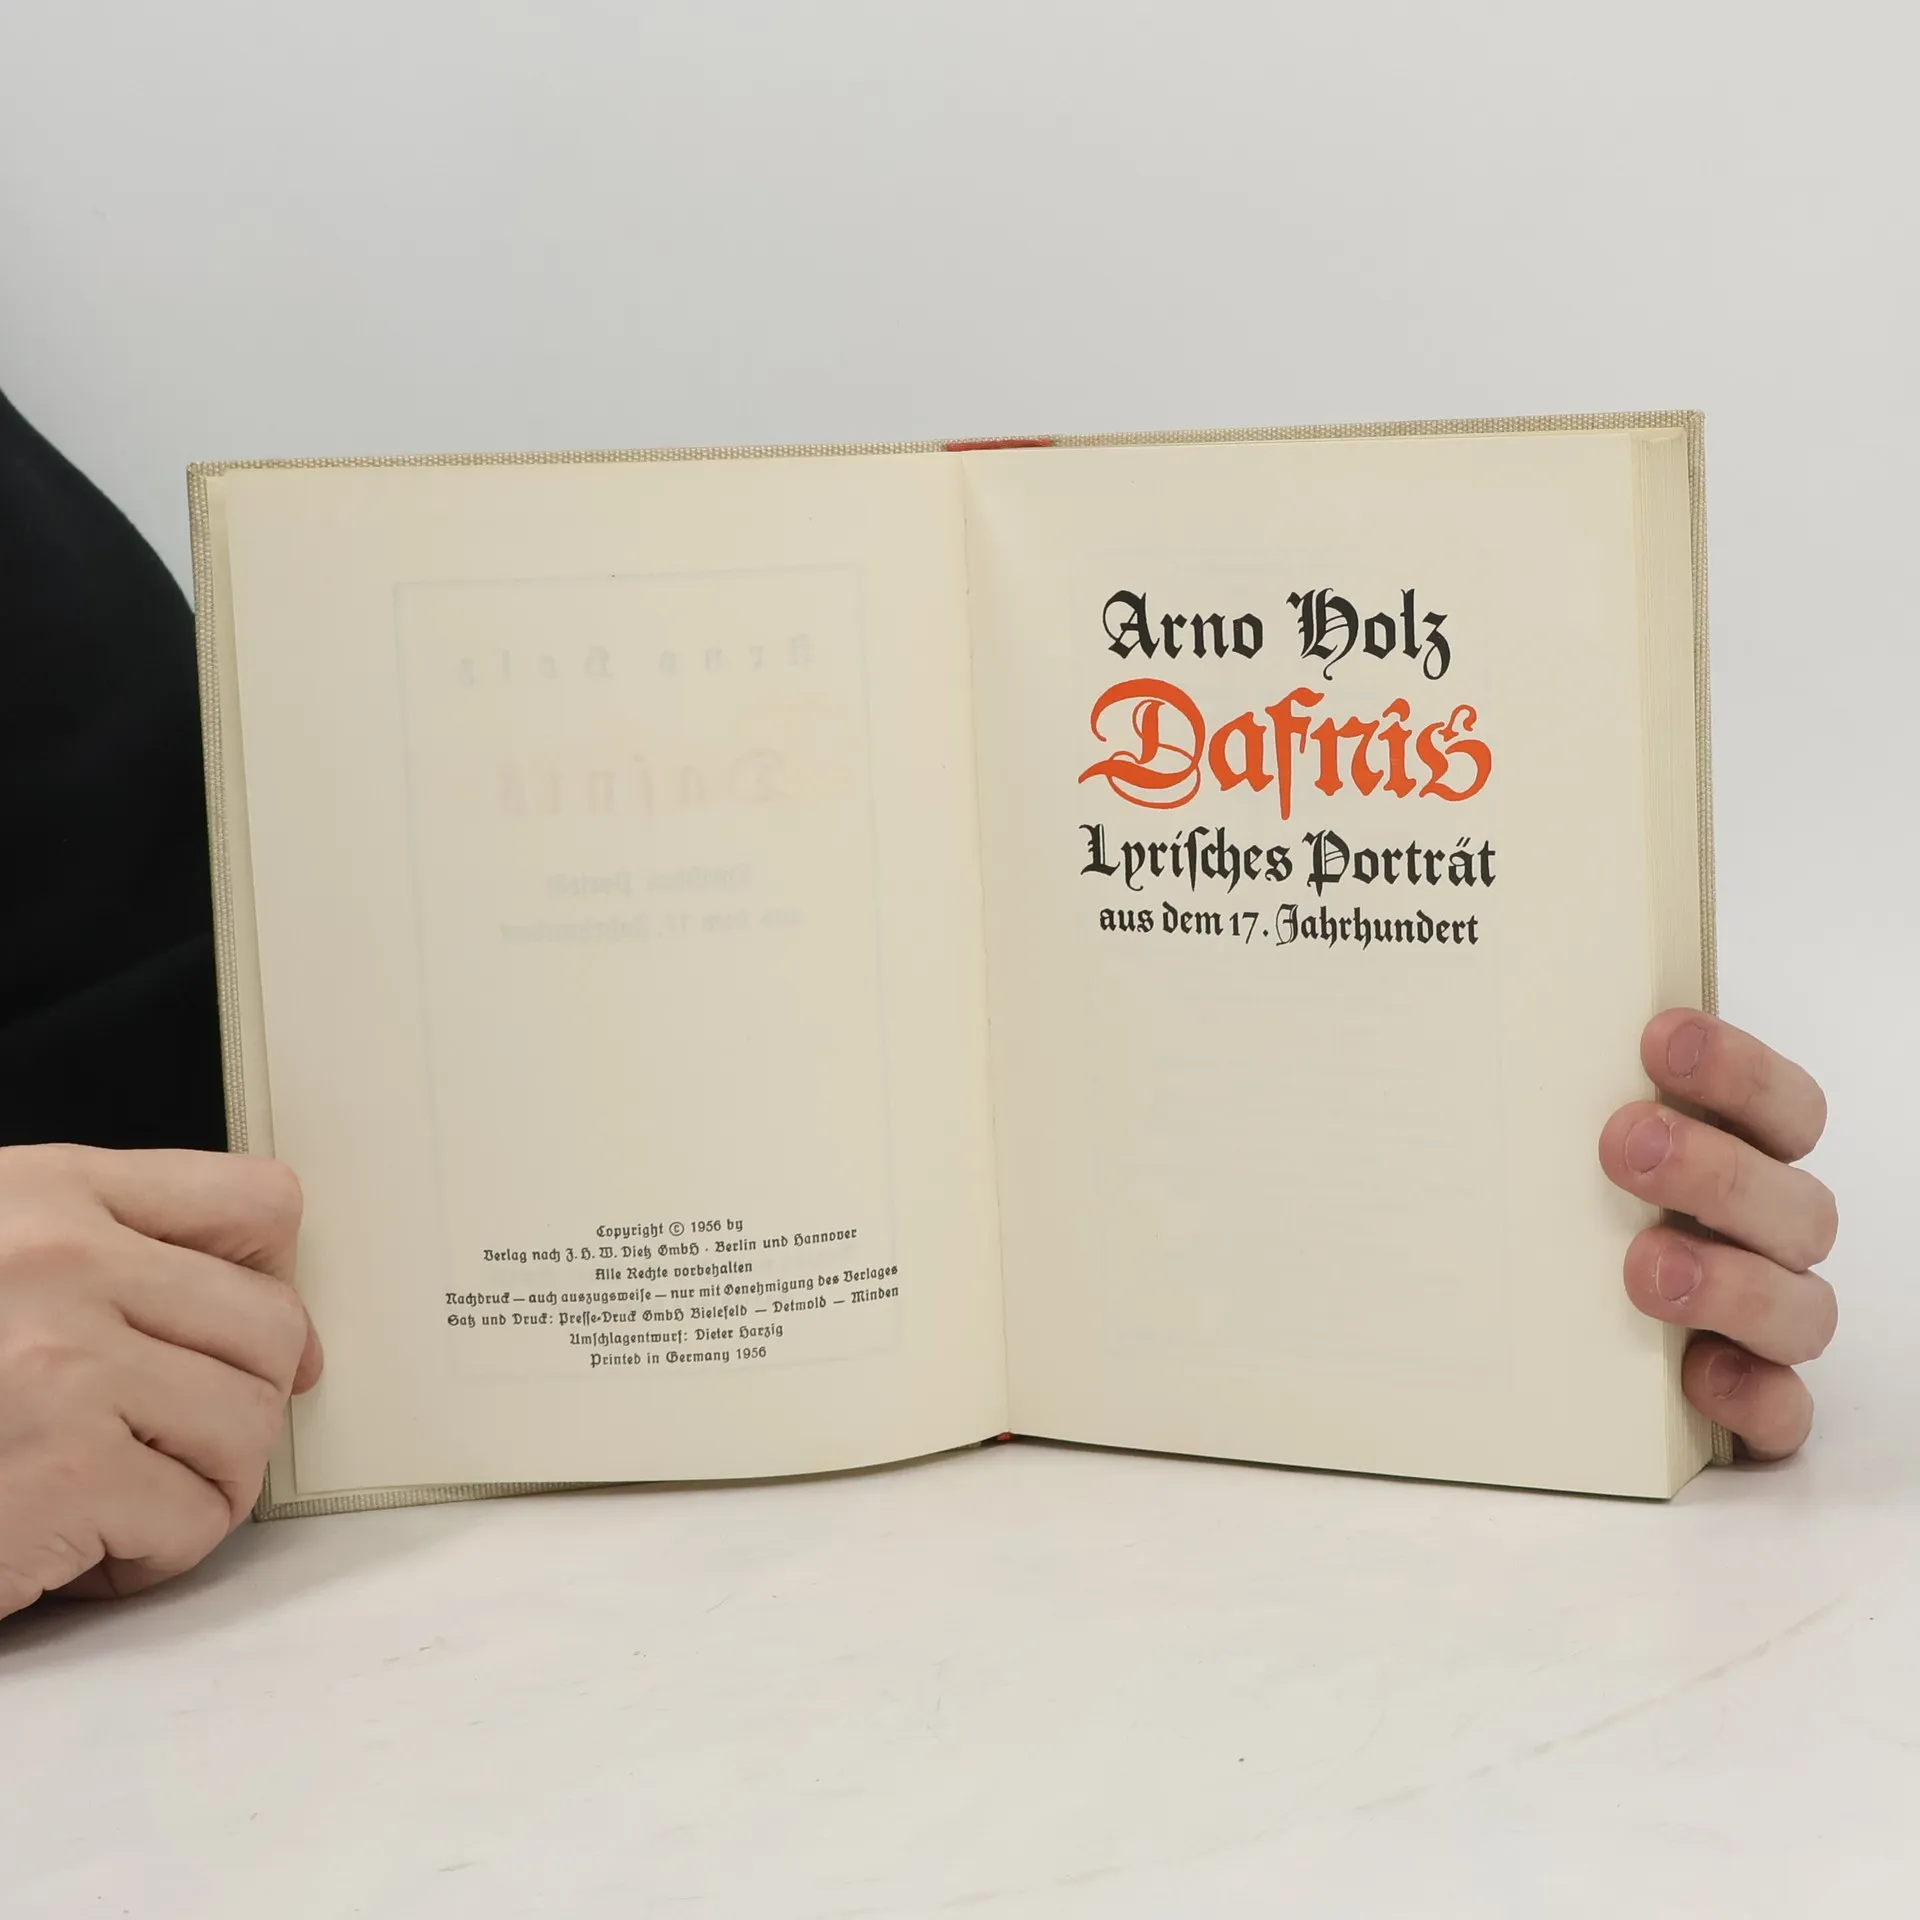 Copyright © 1956 by
Verlag nach J. H. W. Dietz GmbH · Berlin und Hannover
Alle Rechte vorbehalten
Nachdruck — auch auszugsweiſe — nur mit Genehmigung des Verlages
Satz und Druck: Preſſe-Druck GmbH Bielefeld — Detmold — Minden
Umſchlagentwurf: Dieter Harzig
Printed in Germany 1956
Arno Holz
Dafnis
Lyriſches Porträt
aus dem 17. Jahrhundert